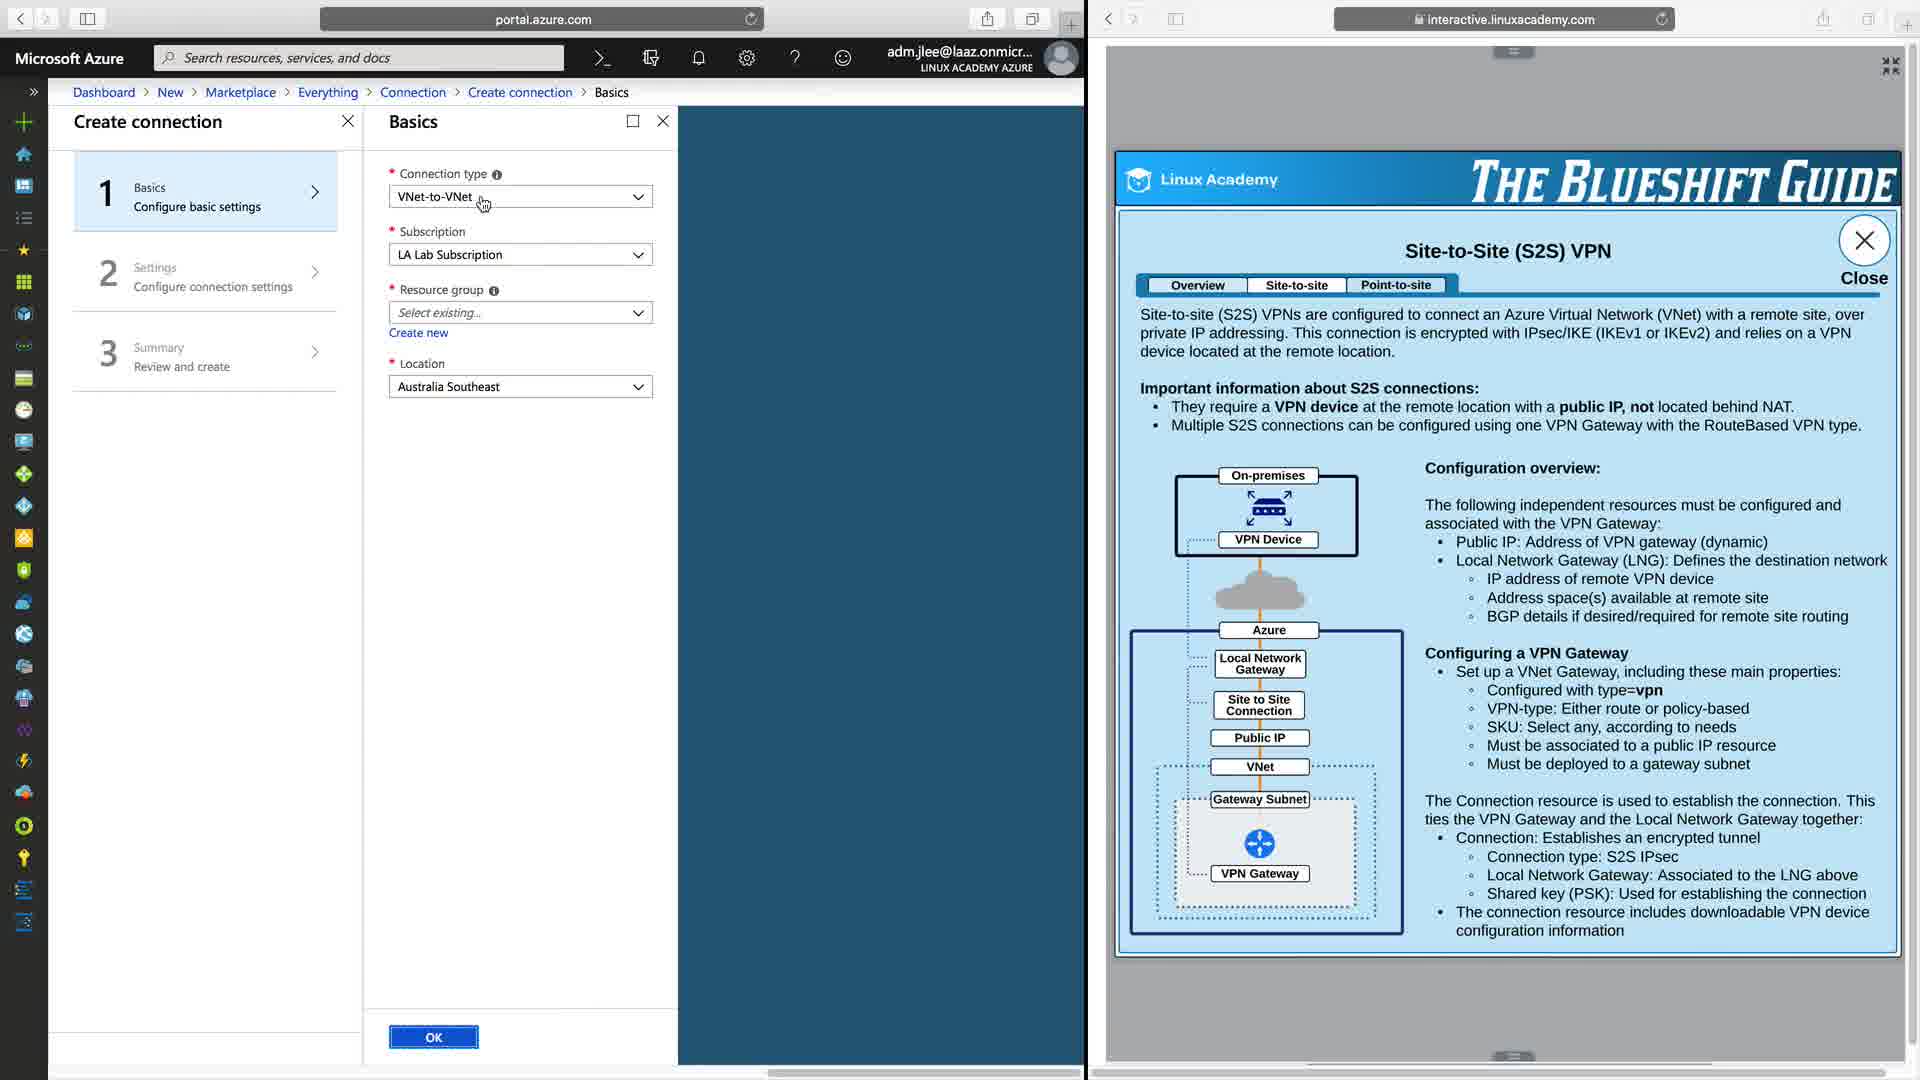 portal.azure.com
Microsoft Azure
Search resources, services, and docs
adm.jlee@laaz.onmicr...
LINUX ACADEMY AZURE
Dashboard > New > Marketplace > Everything > Connection > Create connection > Basics
Create connection
1
Basics
Configure basic settings
2
Settings
Configure connection settings
3
Summary
Review and create
Basics
* Connection type
VNet-to-VNet
* Subscription
LA Lab Subscription
* Resource group
Select existing...
Create new
* Location
Australia Southeast
OK
interactive.linuxacademy.com
Linux Academy
THE BLUESHIFT GUIDE
Site-to-Site (S2S) VPN
Close
Overview
Site-to-site
Point-to-site
Site-to-site (S2S) VPNs are configured to connect an Azure Virtual Network (VNet) with a remote site, over
private IP addressing. This connection is encrypted with IPsec/IKE (IKEv1 or IKEv2) and relies on a VPN
device located at the remote location.
Important information about S2S connections:
• They require a VPN device at the remote location with a public IP, not located behind NAT.
• Multiple S2S connections can be configured using one VPN Gateway with the RouteBased VPN type.
On-premises
VPN Device
Azure
Local Network
Gateway
Site to Site
Connection
Public IP
VNet
Gateway Subnet
VPN Gateway
Configuration overview:
The following independent resources must be configured and
associated with the VPN Gateway:
• Public IP: Address of VPN gateway (dynamic)
• Local Network Gateway (LNG): Defines the destination network
◦ IP address of remote VPN device
◦ Address space(s) available at remote site
◦ BGP details if desired/required for remote site routing
Configuring a VPN Gateway
• Set up a VNet Gateway, including these main properties:
◦ Configured with type=vpn
◦ VPN-type: Either route or policy-based
◦ SKU: Select any, according to needs
◦ Must be associated to a public IP resource
◦ Must be deployed to a gateway subnet
The Connection resource is used to establish the connection. This
ties the VPN Gateway and the Local Network Gateway together:
• Connection: Establishes an encrypted tunnel
◦ Connection type: S2S IPsec
◦ Local Network Gateway: Associated to the LNG above
◦ Shared key (PSK): Used for establishing the connection
• The connection resource includes downloadable VPN device
configuration information